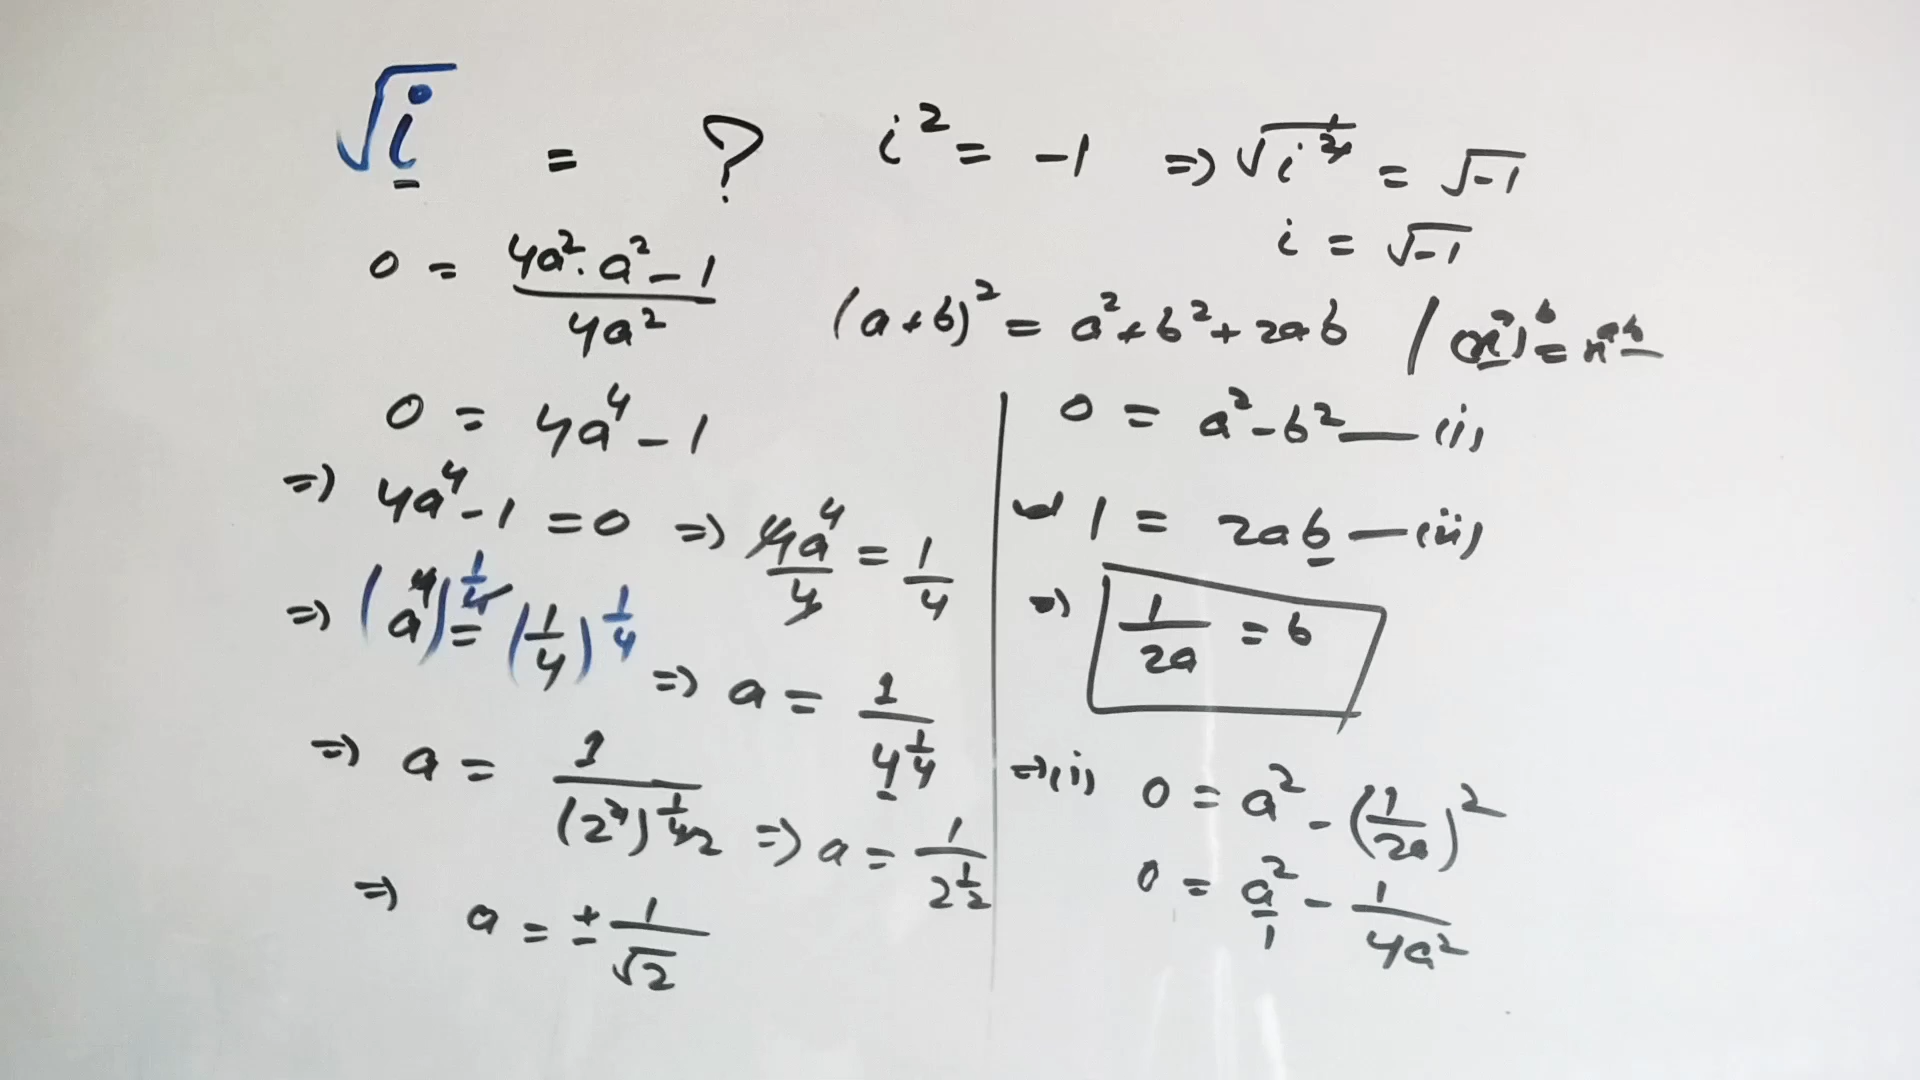 √i = ? i² = -1 => √i² = √-1
i = √-1
0 = (4a²·a² - 1)/4a²
(a+b)² = a² + b² + 2ab
0 = 4a⁴ - 1
=> 4a⁴ - 1 = 0 => 4a⁴/4 = 1/4
=> (a⁴)^(1/4) = (1/4)^(1/4)
=> a = 1/4^(1/4)
=> a = 1/(2²)^(1/4) => a = 1/2^(1/2)
=> a = ± 1/√2
0 = a² - b² — (i)
1 = 2ab — (ii)
=> 1/2a = b
=> (i) 0 = a² - (1/2a)²
0 = a²/1 - 1/4a²